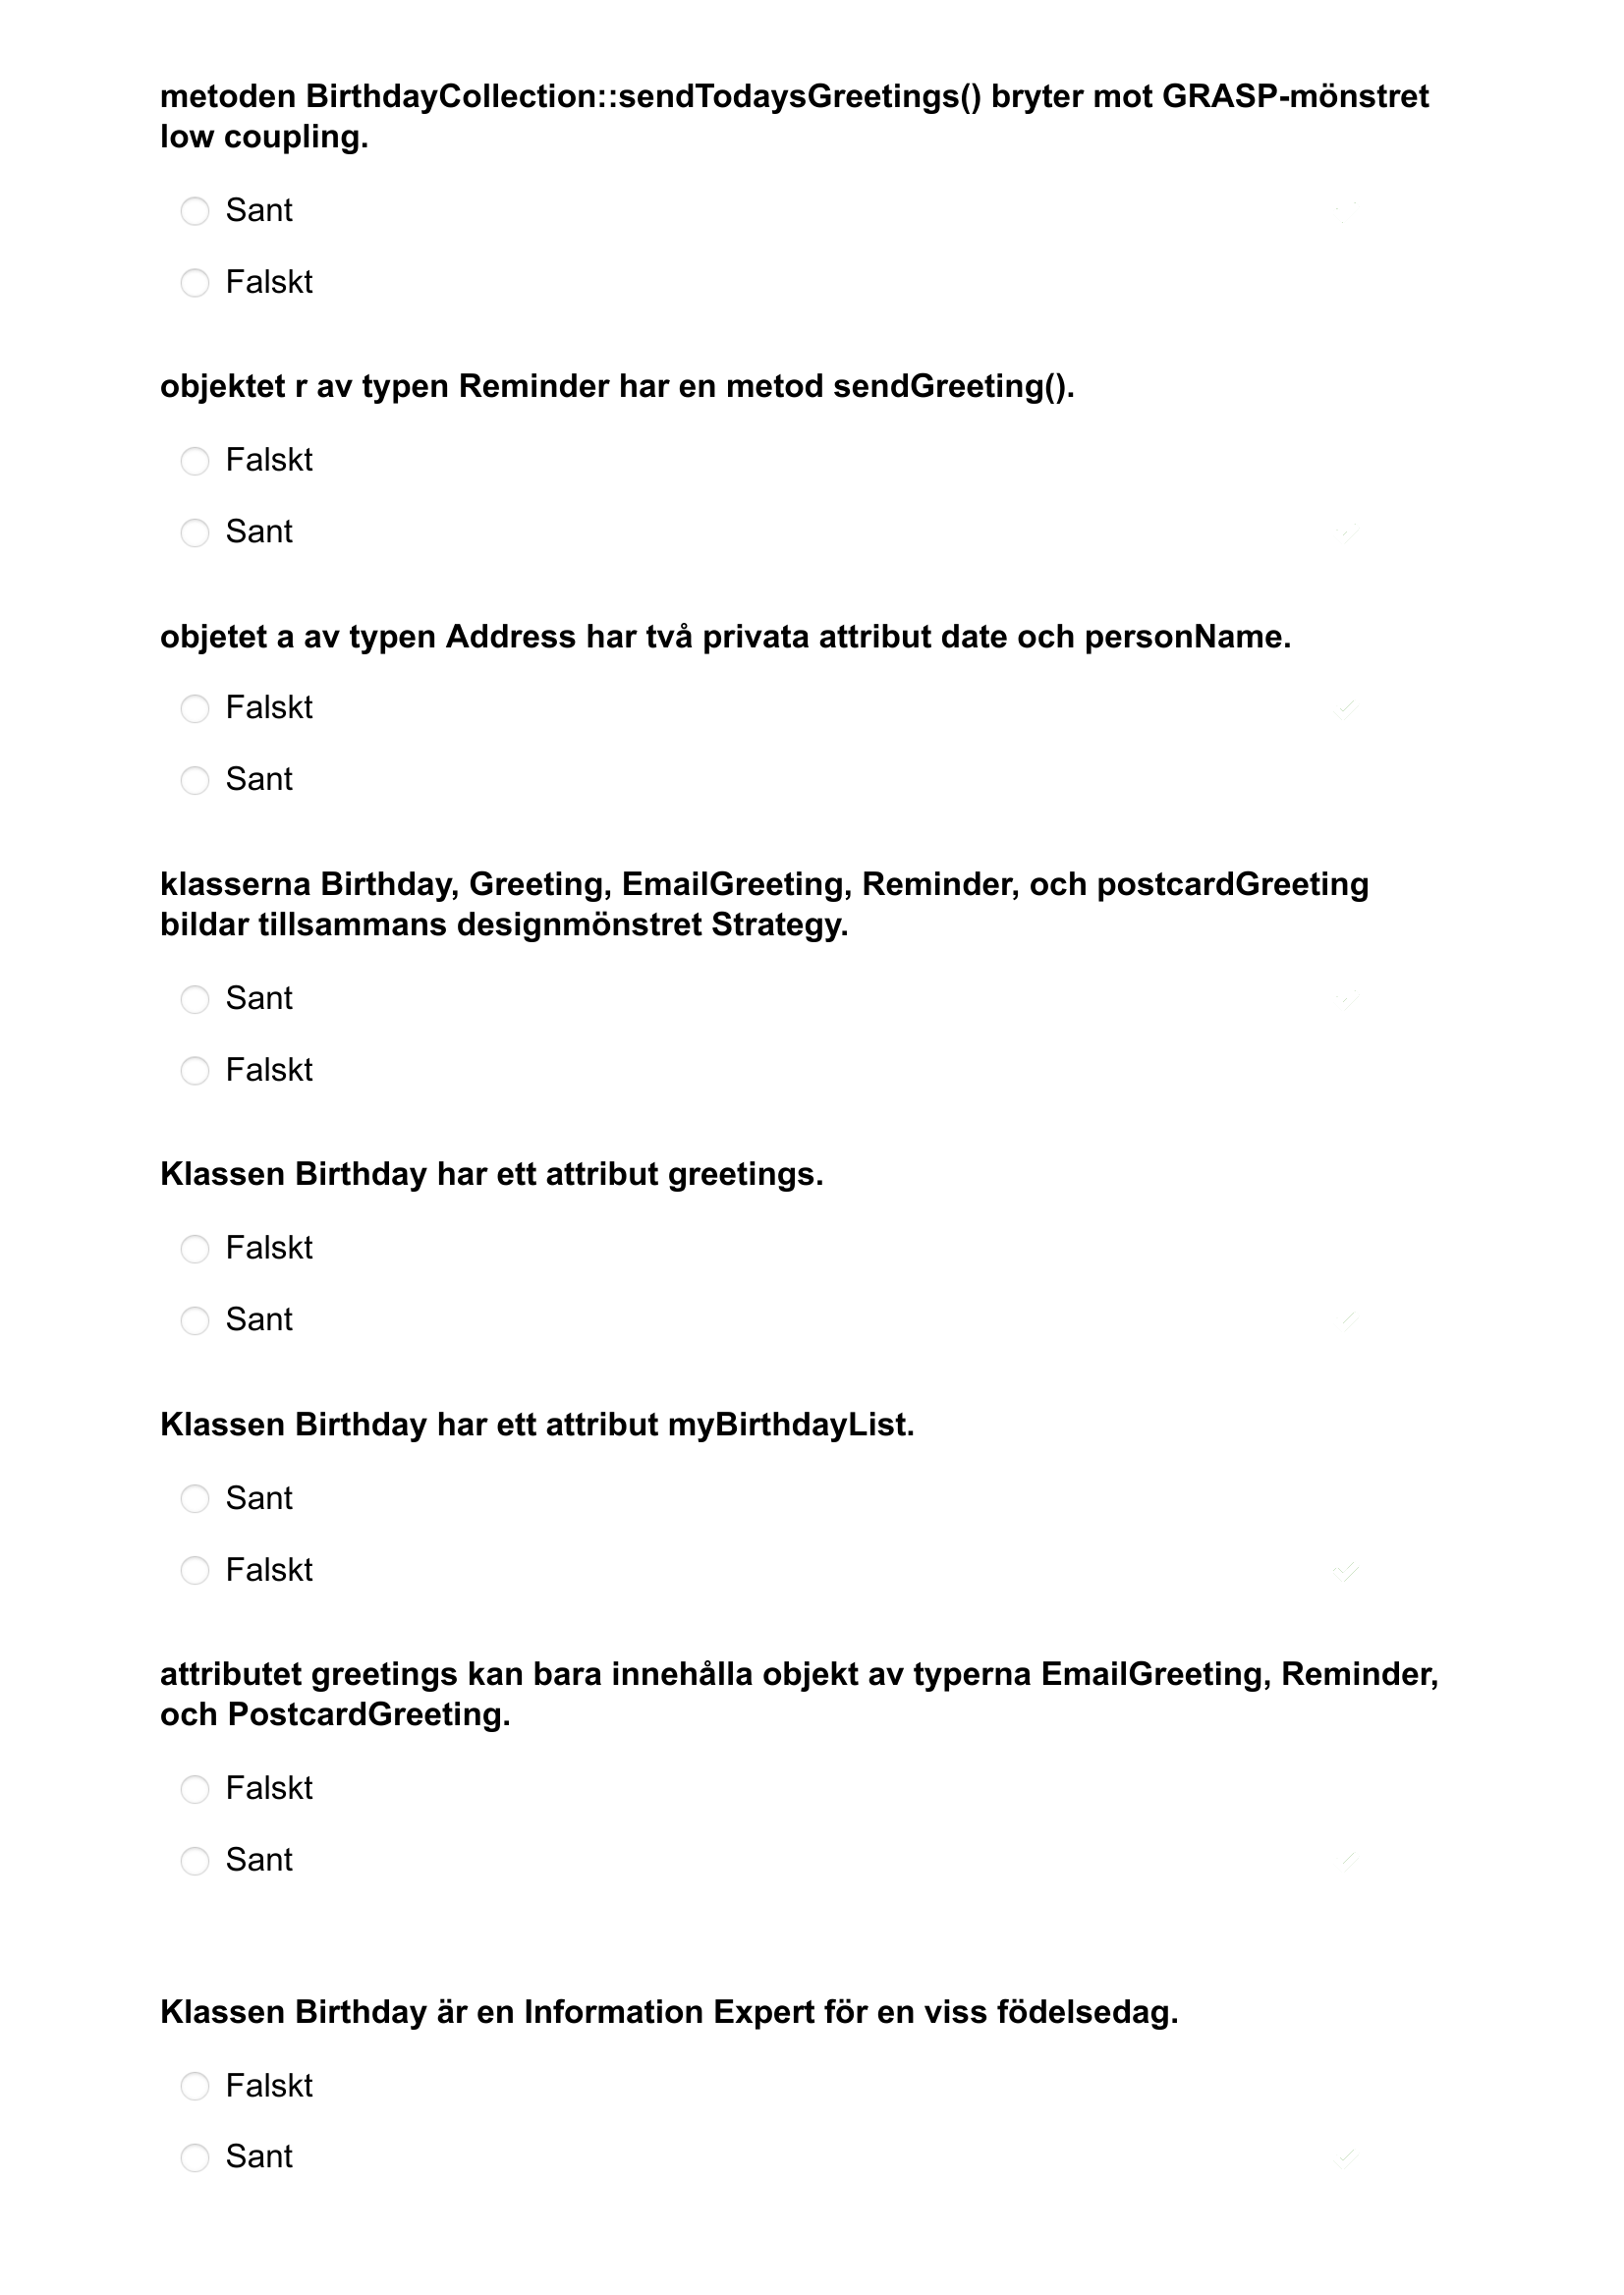 metoden BirthdayCollection::sendTodaysGreetings() bryter mot GRASP-mönstret
low coupling.
Sant
Falskt
objektet r av typen Reminder har en metod sendGreeting().
Falskt
Sant
objetet a av typen Address har två privata attribut date och personName.
Falskt
Sant
klasserna Birthday, Greeting, EmailGreeting, Reminder, och postcardGreeting
bildar tillsammans designmönstret Strategy.
Sant
Falskt
Klassen Birthday har ett attribut greetings.
Falskt
Sant
Klassen Birthday har ett attribut myBirthdayList.
Sant
Falskt
attributet greetings kan bara innehålla objekt av typerna EmailGreeting, Reminder,
och PostcardGreeting.
Falskt
Sant
Klassen Birthday är en Information Expert för en viss födelsedag.
Falskt
Sant